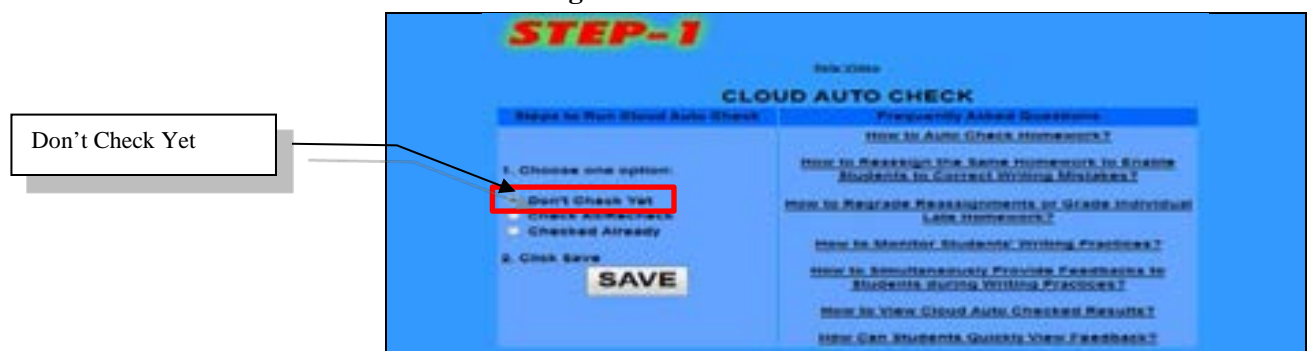 STEP-1
Help Video
CLOUD AUTO CHECK
Steps to Run Cloud Auto Check
Frequently Asked Questions
Don't Check Yet
1. Choose one option:
Don't Check Yet
Check All/Recheck
Checked Already
2. Click Save
SAVE
How to Auto Check Homework?
How to Reassign the Same Homework to Enable
Students to Correct Writing Mistakes?
How to Regrade Reassignments or Grade Individual
Late Homework?
How to Monitor Students' Writing Practices?
How to Simultaneously Provide Feedbacks to
Students during Writing Practices?
How to View Cloud Auto Checked Results?
How Can Students Quickly View Feedback?